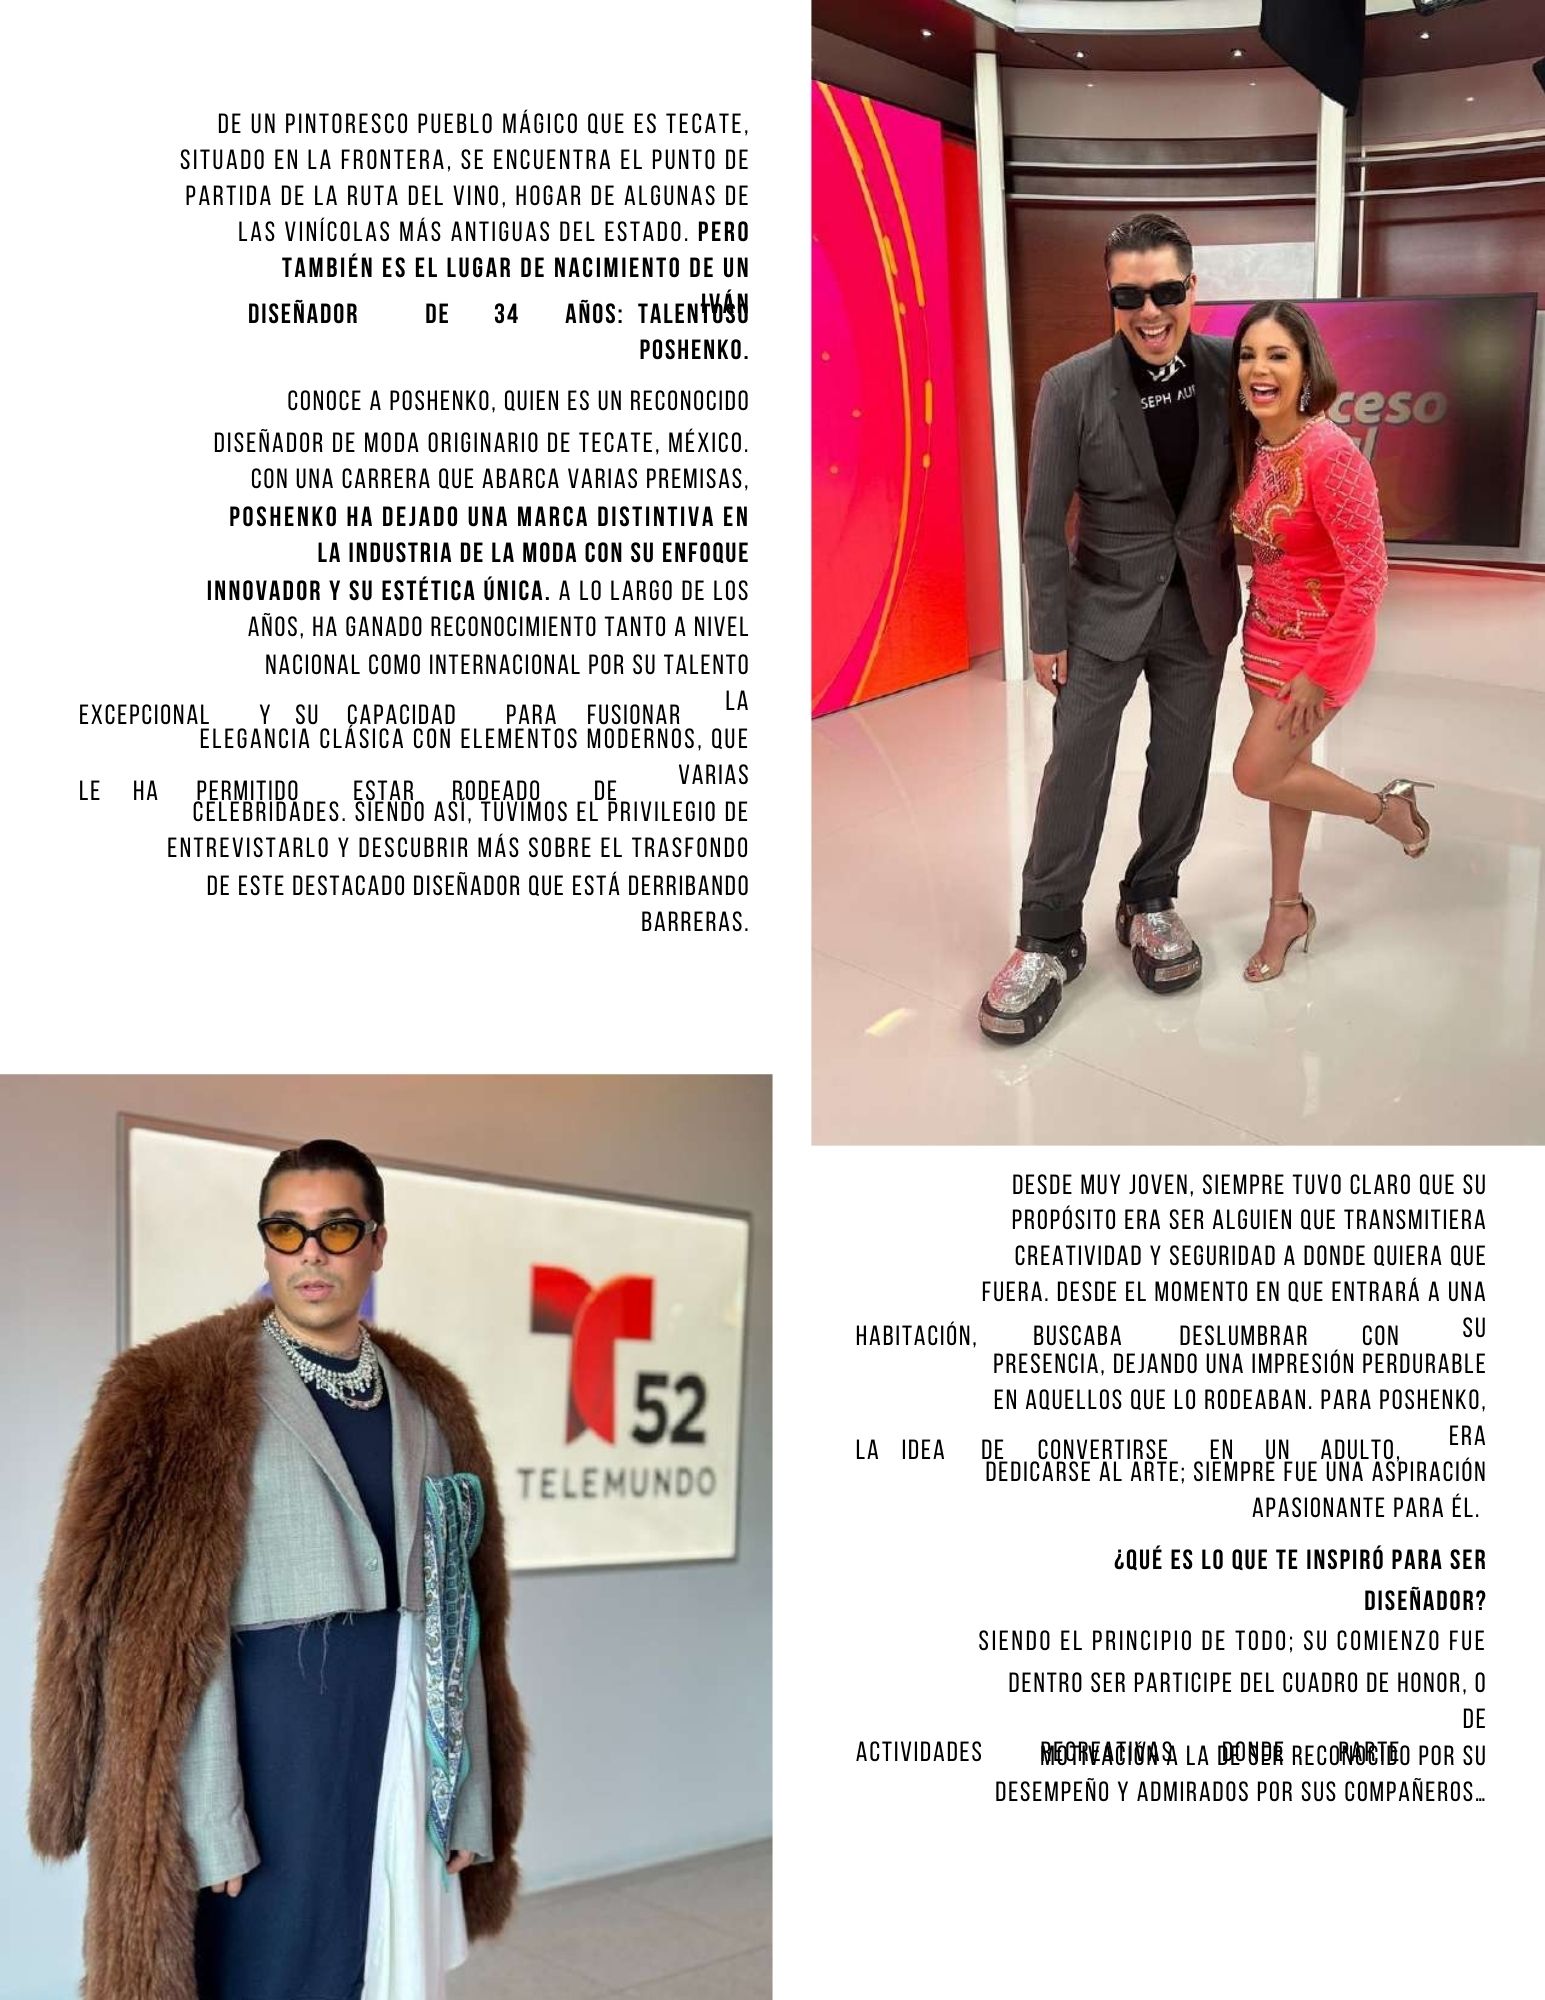 DE UN PINTORESCO PUEBLO MÁGICO QUE ES TECATE,
SITUADO EN LA FRONTERA, SE ENCUENTRA EL PUNTO DE
PARTIDA DE LA RUTA DEL VINO, HOGAR DE ALGUNAS DE
LAS VINÍCOLAS MÁS ANTIGUAS DEL ESTADO. PERO
TAMBIÉN ES EL LUGAR DE NACIMIENTO DE UN
IVÁN
DISEÑADOR DE 34 AÑOS: TALENTOSO
POSHENKO.
CONOCE A POSHENKO, QUIEN ES UN RECONOCIDO
DISEÑADOR DE MODA ORIGINARIO DE TECATE, MÉXICO.
CON UNA CARRERA QUE ABARCA VARIAS PREMISAS,
POSHENKO HA DEJADO UNA MARCA DISTINTIVA EN
LA INDUSTRIA DE LA MODA CON SU ENFOQUE
INNOVADOR Y SU ESTÉTICA ÚNICA. A LO LARGO DE LOS
AÑOS, HA GANADO RECONOCIMIENTO TANTO A NIVEL
NACIONAL COMO INTERNACIONAL POR SU TALENTO
LA
EXCEPCIONAL Y SU CAPACIDAD PARA FUSIONAR
ELEGANCIA CLÁSICA CON ELEMENTOS MODERNOS, QUE
VARIAS
LE HA PERMITIDO ESTAR RODEADO DE
CELEBRIDADES. SIENDO ASÍ, TUVIMOS EL PRIVILEGIO DE
ENTREVISTARLO Y DESCUBRIR MÁS SOBRE EL TRASFONDO
DE ESTE DESTACADO DISEÑADOR QUE ESTÁ DERRIBANDO
BARRERAS.
ceso
SEPH AU
52
TELEMUNDO
DESDE MUY JOVEN, SIEMPRE TUVO CLARO QUE SU
PROPÓSITO ERA SER ALGUIEN QUE TRANSMITIERA
CREATIVIDAD Y SEGURIDAD A DONDE QUIERA QUE
FUERA. DESDE EL MOMENTO EN QUE ENTRARÁ A UNA
SU
HABITACIÓN, BUSCABA DESLUMBRAR CON
PRESENCIA, DEJANDO UNA IMPRESIÓN PERDURABLE
EN AQUELLOS QUE LO RODEABAN. PARA POSHENKO,
ERA
LA IDEA DE CONVERTIRSE EN UN ADULTO,
DEDICARSE AL ARTE; SIEMPRE FUE UNA ASPIRACIÓN
APASIONANTE PARA ÉL.
¿QUÉ ES LO QUE TE INSPIRÓ PARA SER
DISEÑADOR?
SIENDO EL PRINCIPIO DE TODO; SU COMIENZO FUE
DENTRO SER PARTICIPE DEL CUADRO DE HONOR, O
DE
ACTIVIDADES RECREATIVAS DONDE PARTE
MOTIVACIÓN A LA DE SER RECONOCIDO POR SU
DESEMPEÑO Y ADMIRADOS POR SUS COMPAÑEROS…